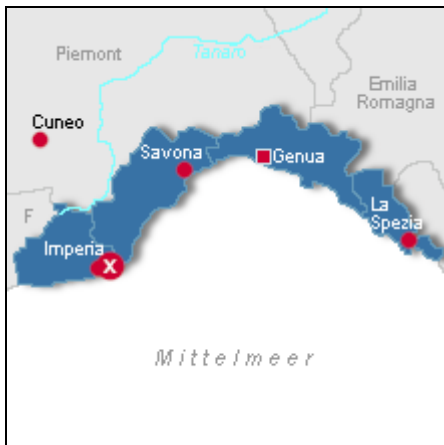 Piemont
Tanaro
Emilia
Romagna
Cuneo
Savona
Genua
La
Spezia
F
Imperia
X
Mittelmeer